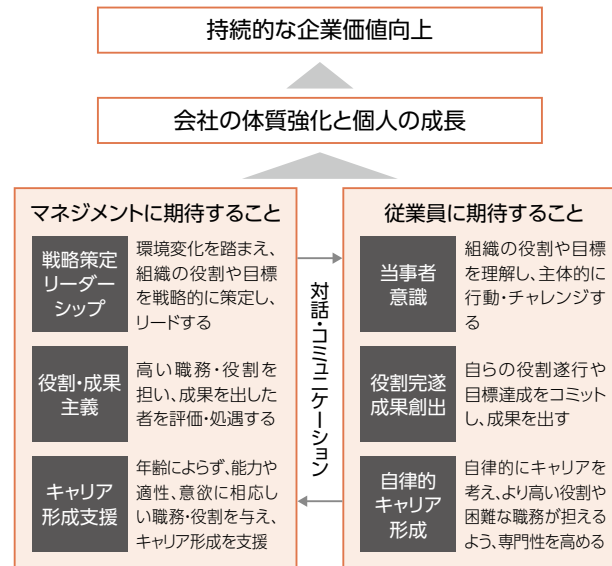 持続的な企業価値向上
会社の体質強化と個人の成長
マネジメントに期待すること
戦略策定
リーダー
シップ
環境変化を踏まえ、
組織の役割や目標
を戦略的に策定し、
リードする
役割・成果
主義
高い職務・役割を
担い、成果を出した
者を評価・処遇する
キャリア
形成支援
年齢によらず、能力や
適性、意欲に相応し
い職務・役割を与え、
キャリア形成を支援
対話・コミュニケーション
従業員に期待すること
当事者
意識
組織の役割や目標
を理解し、主体的に
行動・チャレンジす
る
役割完遂
成果創出
自らの役割遂行や
目標達成をコミット
し、成果を出す
自律的
キャリア
形成
自律的にキャリアを
考え、より高い役割や
困難な職務が担える
よう、専門性を高める